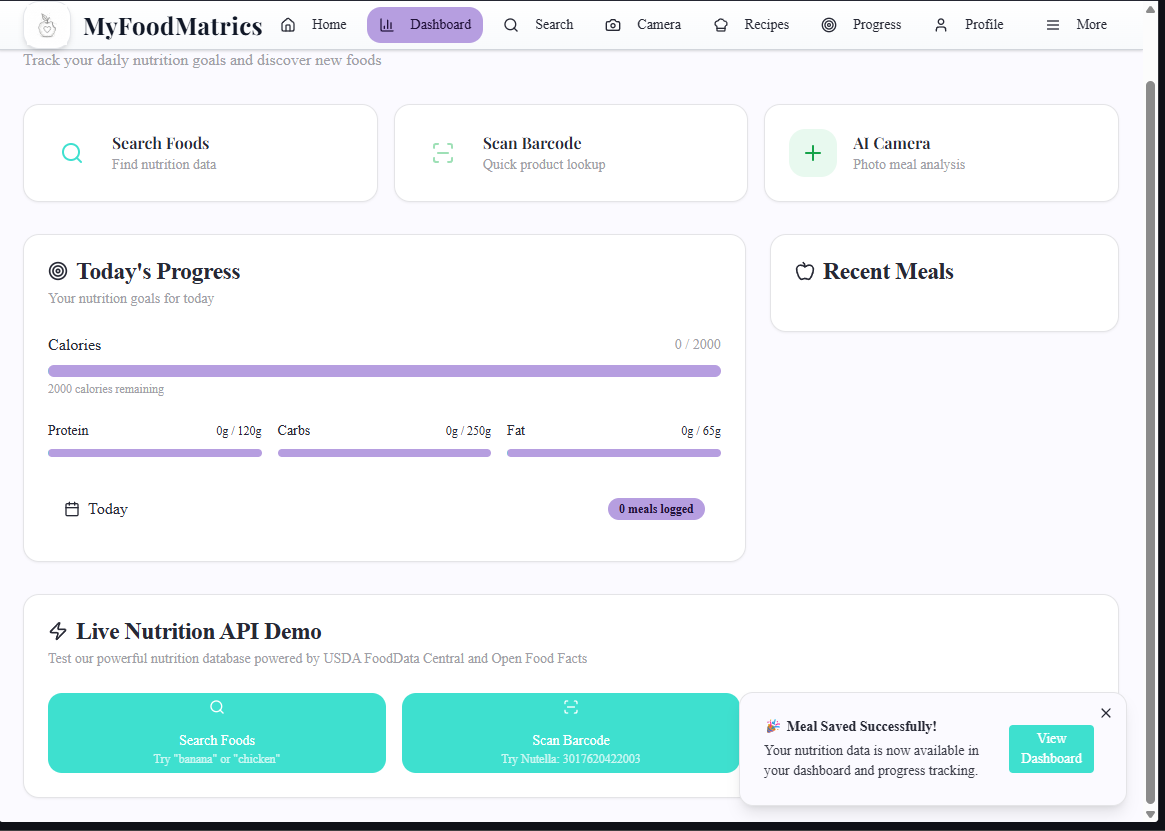 MyFoodMatrics
Home
Dashboard
Search
Camera
Recipes
Progress
Profile
More
Track your daily nutrition goals and discover new foods
Search Foods
Find nutrition data
Scan Barcode
Quick product lookup
AI Camera
Photo meal analysis
Today's Progress
Your nutrition goals for today
Calories
0 / 2000
2000 calories remaining
Protein
0g / 120g
Carbs
0g / 250g
Fat
0g / 65g
Today
0 meals logged
Recent Meals
Live Nutrition API Demo
Test our powerful nutrition database powered by USDA FoodData Central and Open Food Facts
Search Foods
Try "banana" or "chicken"
Scan Barcode
Try Nutella: 3017620422003
🎉 Meal Saved Successfully!
Your nutrition data is now available in
your dashboard and progress tracking.
View
Dashboard